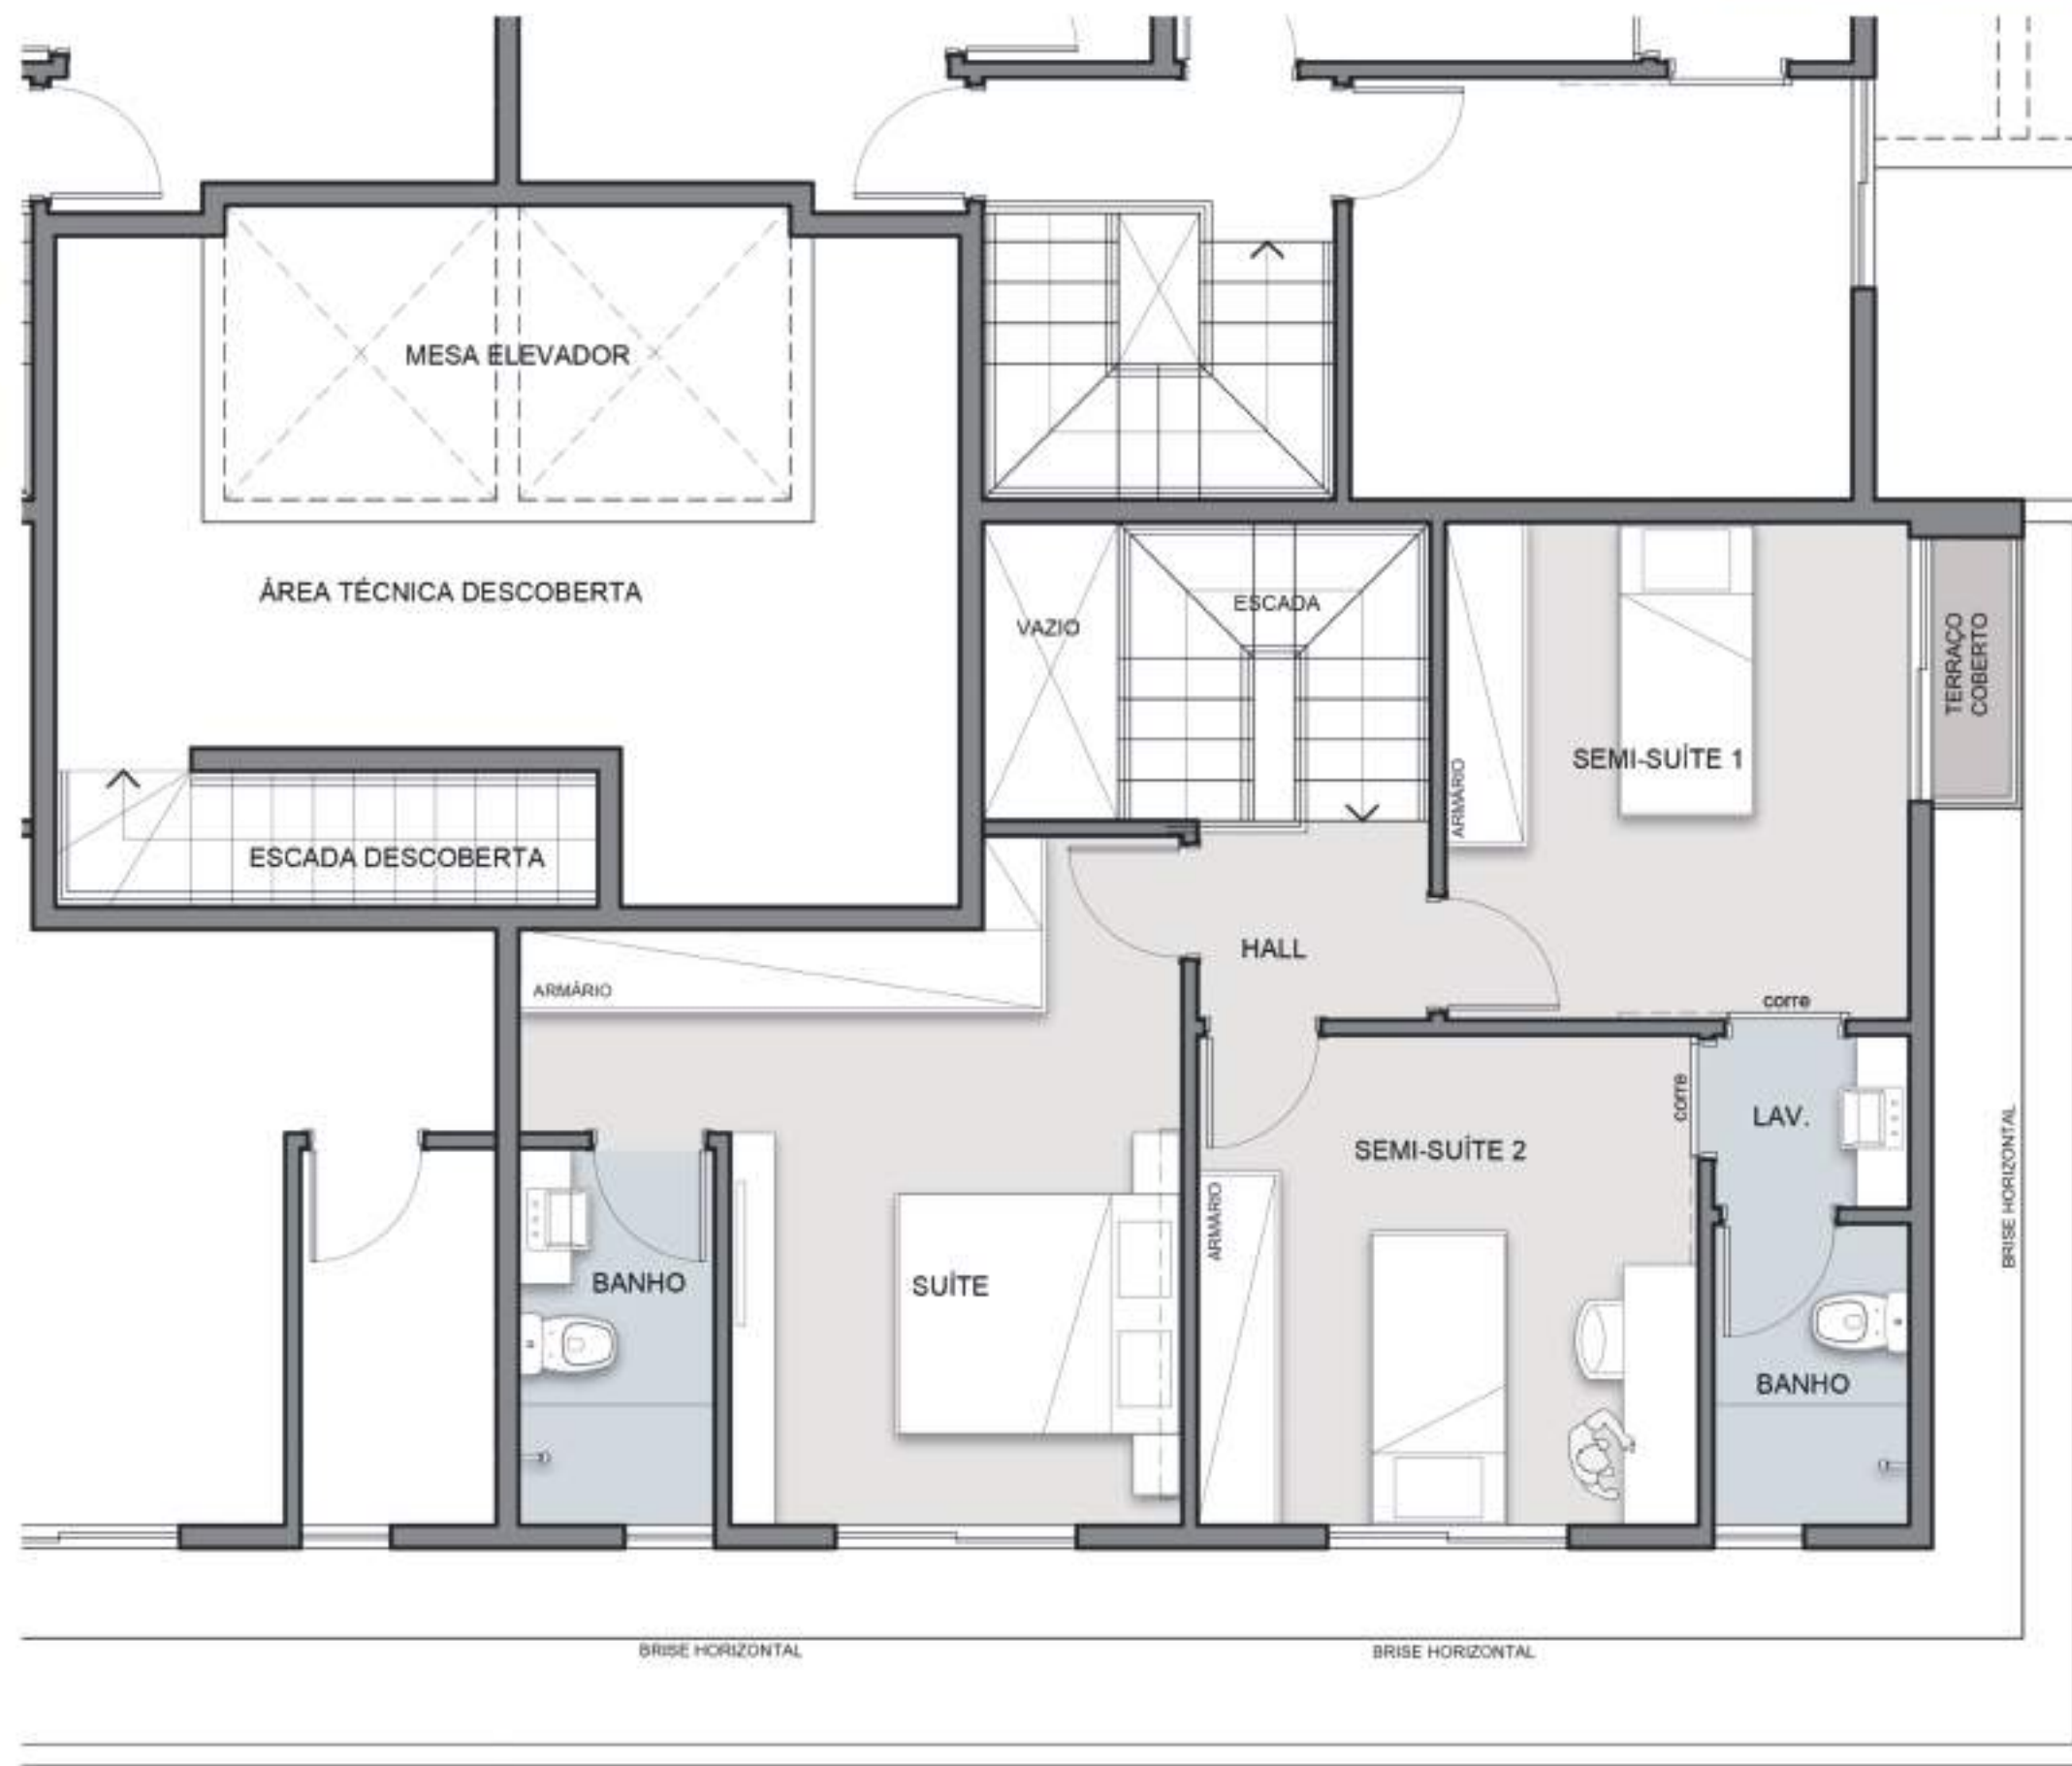 MESA ELEVADOR
ÁREA TÉCNICA DESCOBERTA
ESCADA
VAZIO
TERRAÇO
COBERTO
SEMI-SUÍTE 1
ARMÁRIO
ESCADA DESCOBERTA
HALL
ARMÁRIO
corre
corre
LAV.
SEMI-SUÍTE 2
BRISE HORIZONTAL
ARMÁRIO
BANHO
SUÍTE
BANHO
BRISE HORIZONTAL
BRISE HORIZONTAL